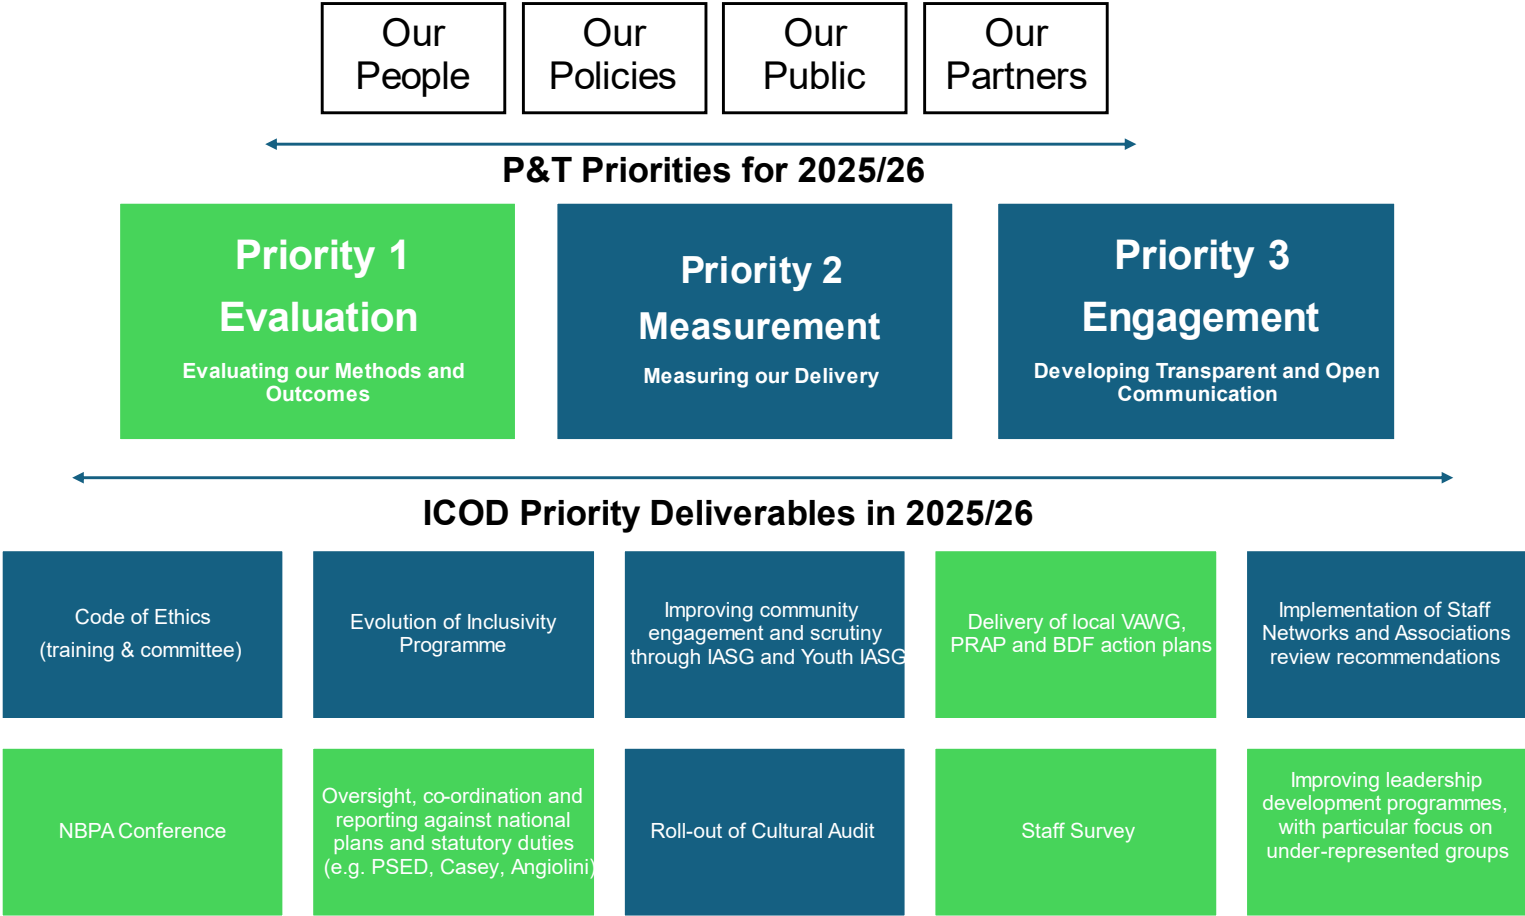 Our
People
Our
Policies
Our
Public
Our
Partners
P&T Priorities for 2025/26
Priority 1
Evaluation
Evaluating our Methods and
Outcomes
Priority 2
Measurement
Measuring our Delivery
Priority 3
Engagement
Developing Transparent and Open
Communication
ICOD Priority Deliverables in 2025/26
Code of Ethics
(training & committee)
Evolution of Inclusivity
Programme
Improving community
engagement and scrutiny
through IASG and Youth IASG
Delivery of local VAWG,
PRAP and BDF action plans
Implementation of Staff
Networks and Associations
review recommendations
NBPA Conference
Oversight, co-ordination and
reporting against national
plans and statutory duties
(e.g. PSED, Casey, Angiolini)
Roll-out of Cultural Audit
Staff Survey
Improving leadership
development programmes,
with particular focus on
under-represented groups